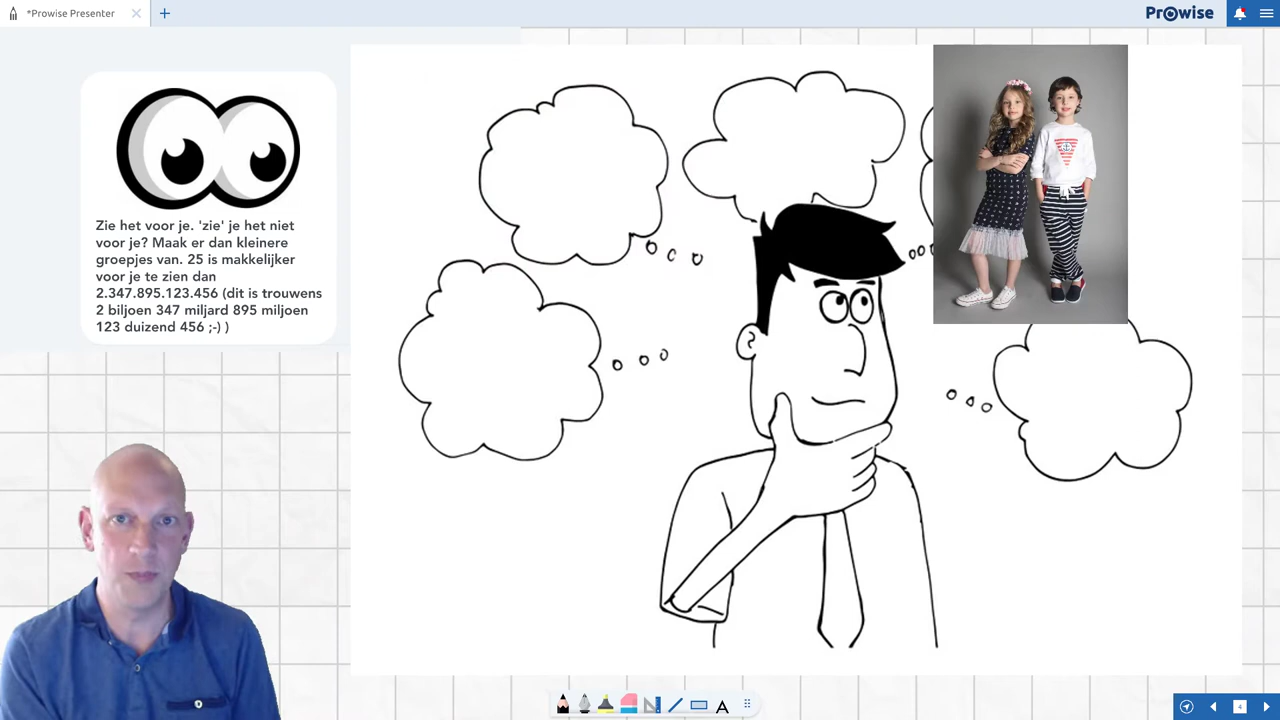 *Prowise Presenter
Prowise
Zie het voor je. 'zie' je het niet
voor je? Maak er dan kleinere
groepjes van. 25 is makkelijker
voor je te zien dan
2.347.895.123.456 (dit is trouwens
2 biljoen 347 miljard 895 miljoen
123 duizend 456 ;-) )
A
4